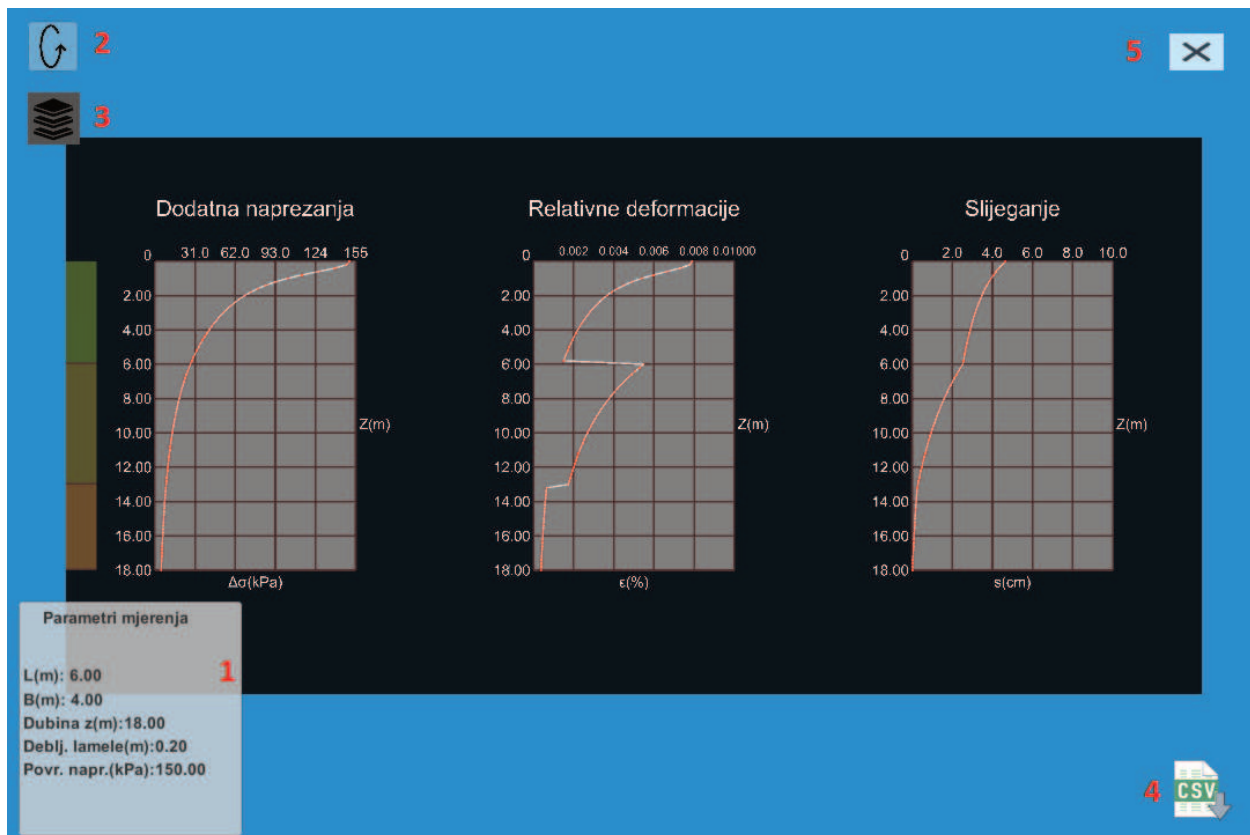 2
5
3
Dodatna naprezanja
0 31.0 62.0 93.0 124 155
2.00
4.00
6.00
8.00
10.00
12.00
14.00
16.00
18.00
Z(m)
Δσ(kPa)
Relativne deformacije
0 0.002 0.004 0.006 0.008 0.01000
2.00
4.00
6.00
8.00
10.00
12.00
14.00
16.00
18.00
Z(m)
ε(%)
Slijeganje
0 2.0 4.0 6.0 8.0 10.0
2.00
4.00
6.00
8.00
10.00
12.00
14.00
16.00
18.00
Z(m)
s(cm)
Parametri mjerenja
1
L(m): 6.00
B(m): 4.00
Dubina z(m):18.00
Deblj. lamele(m):0.20
Povr. napr.(kPa):150.00
4
CSV